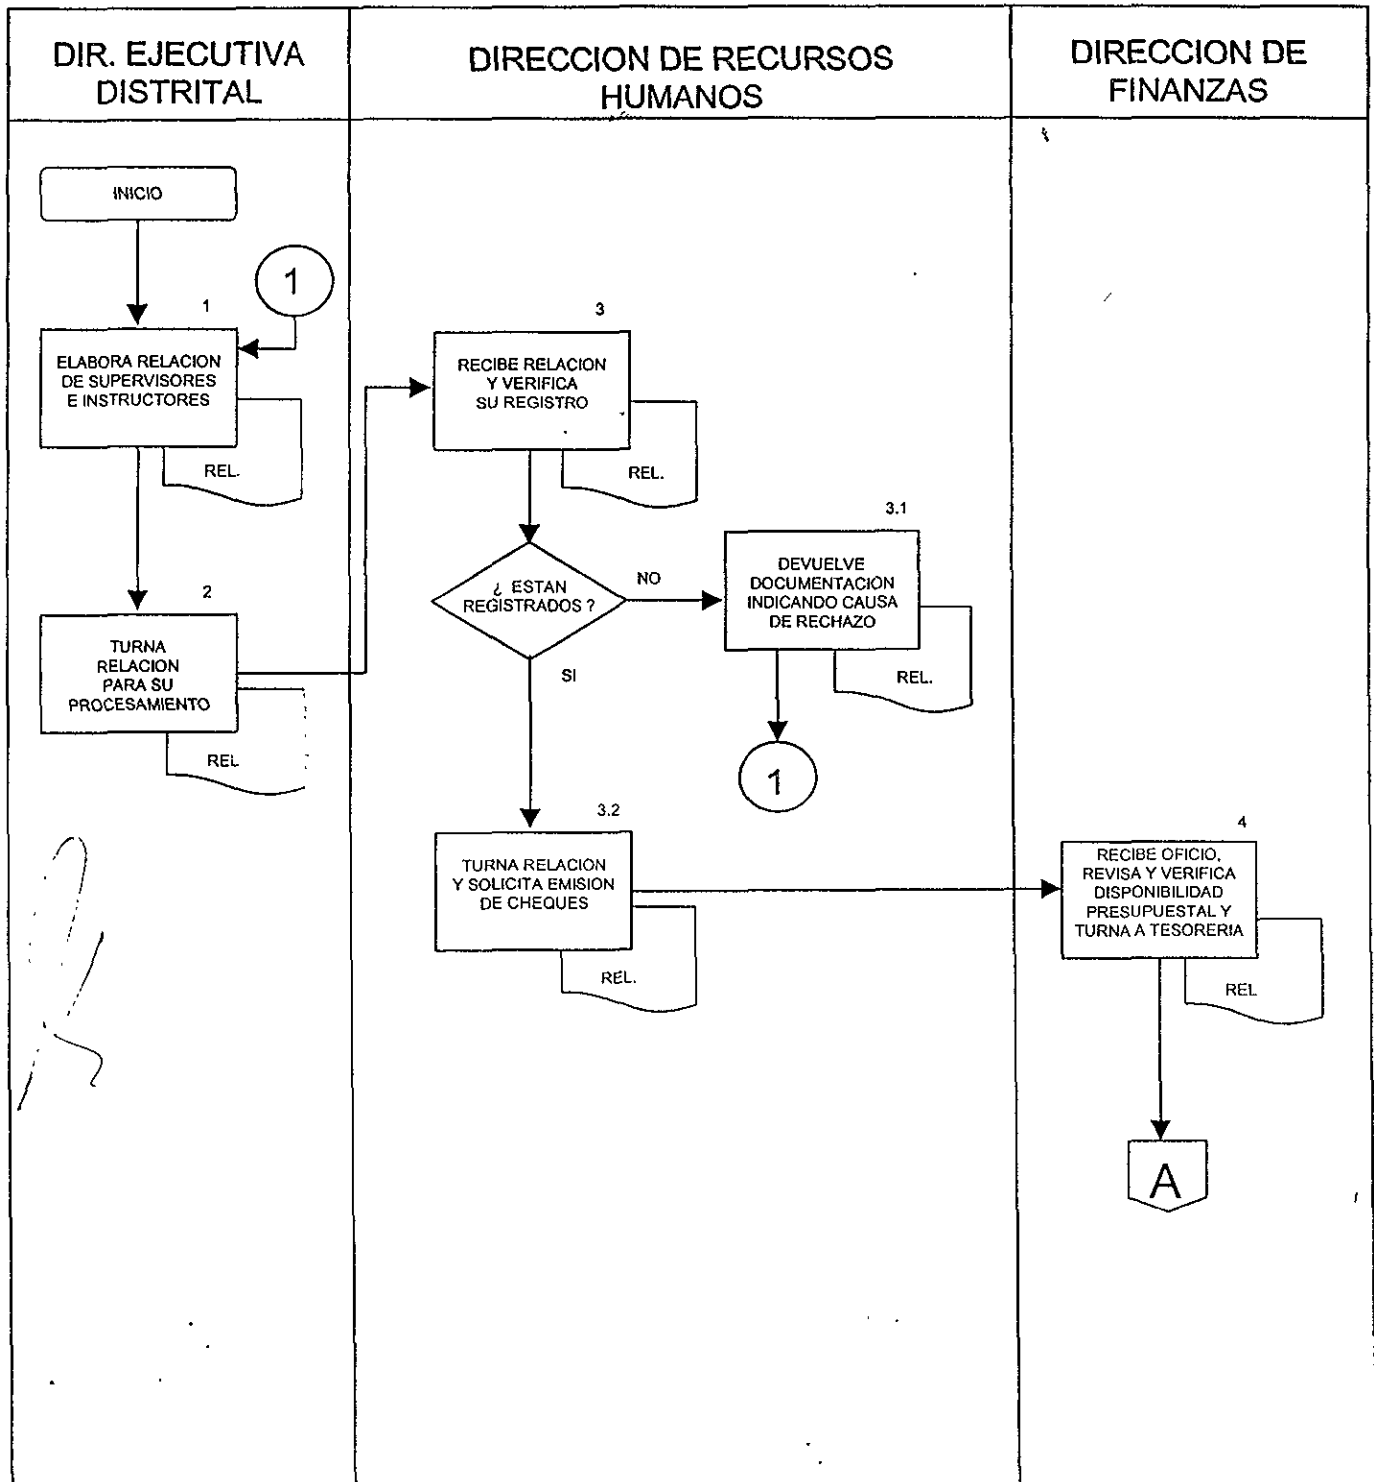 DIR. EJECUTIVA
DISTRITAL
DIRECCION DE RECURSOS
HUMANOS
DIRECCION DE
FINANZAS
INICIO
1
1
ELABORA RELACION
DE SUPERVISORES
E INSTRUCTORES
REL.
2
TURNA
RELACION
PARA SU
PROCESAMIENTO
REL
3
RECIBE RELACION
Y VERIFICA
SU REGISTRO
REL.
¿ ESTAN
REGISTRADOS ?
NO
SI
3.1
DEVUELVE
DOCUMENTACIÓN
INDICANDO CAUSA
DE RECHAZO
REL.
1
3.2
TURNA RELACION
Y SOLICITA EMISION
DE CHEQUES
REL.
4
RECIBE OFICIO,
REVISA Y VERIFICA
DISPONIBILIDAD
PRESUPUESTAL Y
TURNA A TESORERIA
REL
A